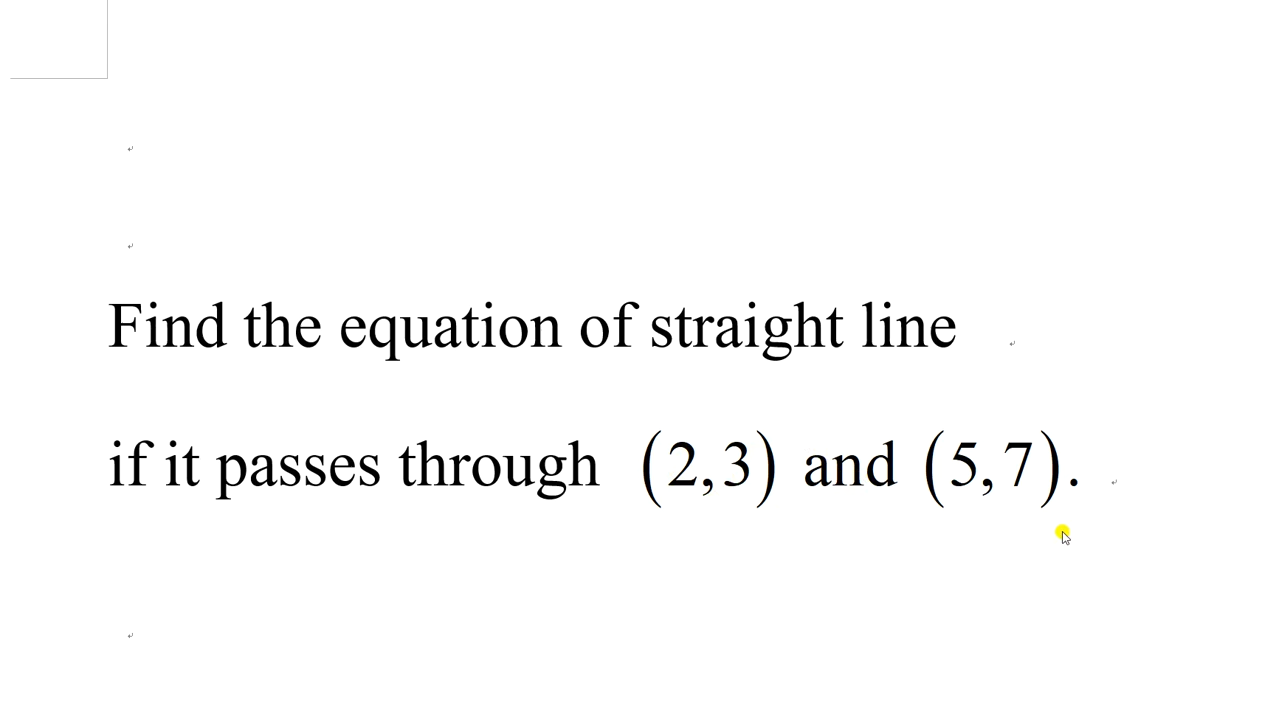 Find the equation of straight line
if it passes through (2,3) and (5,7).